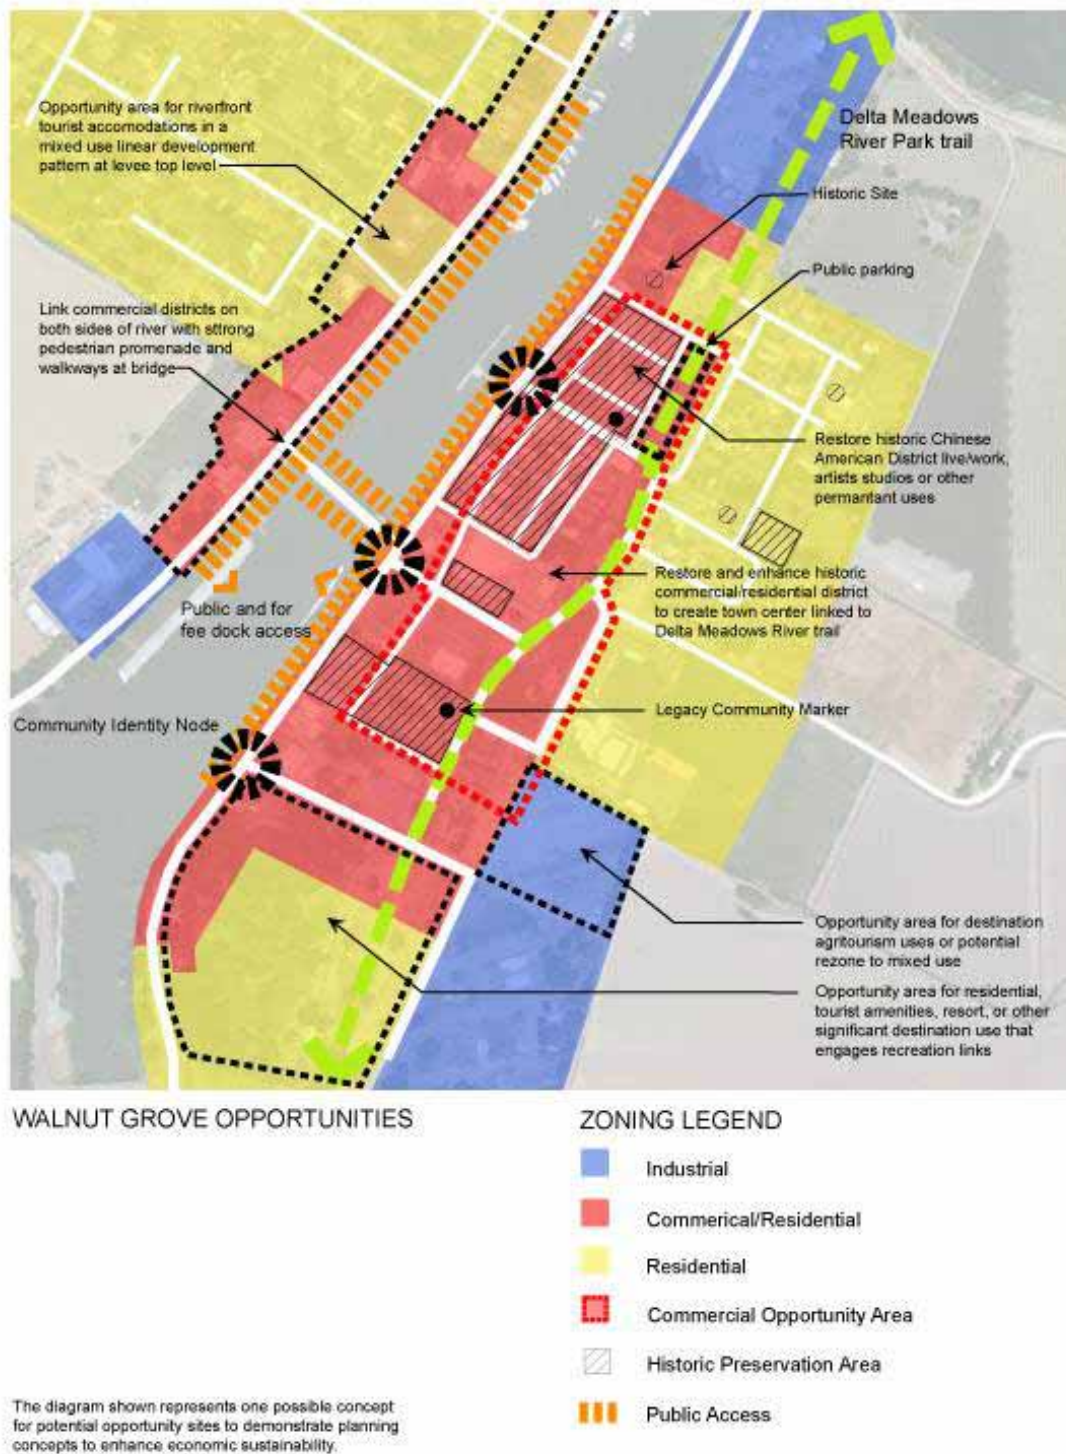 Opportunity area for riverfront
tourist accomodations in a
mixed use linear development
pattern at levee top level
Delta Meadows
River Park trail
Historic Site
Public parking
Link commercial districts on
both sides of river with sttrong
pedestrian promenade and
walkways at bridge
Restore historic Chinese
American District live/work,
artists studios or other
permantant uses
Restore and enhance historic
commercial/residential district
to create town center linked to
Delta Meadows River trail
Public and for
fee dock access
Legacy Community Marker
Community Identity Node
Opportunity area for destination
agritourism uses or potential
rezone to mixed use
Opportunity area for residential,
tourist amenities, resort, or other
significant destination use that
engages recreation links
WALNUT GROVE OPPORTUNITIES
ZONING LEGEND
Industrial
Commerical/Residential
Residential
Commercial Opportunity Area
Historic Preservation Area
Public Access
The diagram shown represents one possible concept
for potential opportunity sites to demonstrate planning
concepts to enhance economic sustainability.